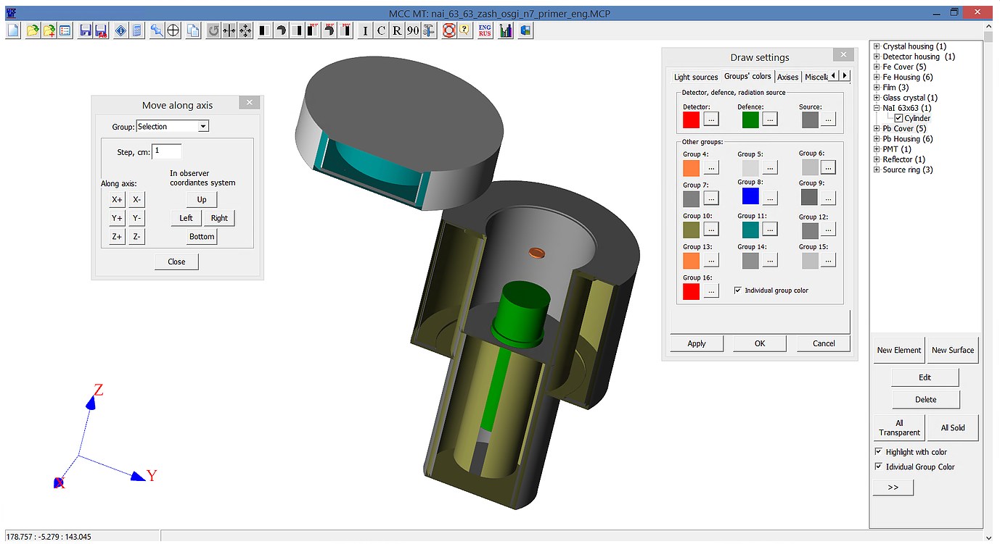 MCC MT: nai_63_63_zash_osgi_n7_primer_eng.MCP
I C R 90 ENG RUS
Move along axis
Group: Selection
Step, cm: 1
In observer
coordiantes system
Along axis:
X+ X- Up
Y+ Y- Left Right
Z+ Z- Bottom
Close
Z
Y
X
Draw settings
Light sources Groups' colors Axises Miscella
Detector, defence, radiation source
Detector: Defence: Source:
... ... ...
Other groups:
Group 4: Group 5: Group 6:
... ... ...
Group 7: Group 8: Group 9:
... ... ...
Group 10: Group 11: Group 12:
... ... ...
Group 13: Group 14: Group 15:
... ... ...
Group 16:
... Individual group color
Apply OK Cancel
Crystal housing (1)
Detector housing (1)
Fe Cover (5)
Fe Housing (6)
Film (3)
Glass crystal (1)
NaI 63x63 (1)
Cylinder
Pb Cover (5)
Pb Housing (6)
PMT (1)
Reflector (1)
Source ring (3)
New Element New Surface
Edit
Delete
All
Transparent
All Solid
Highlight with color
Idividual Group Color
>>
178.757 : -5.279 : 143.045